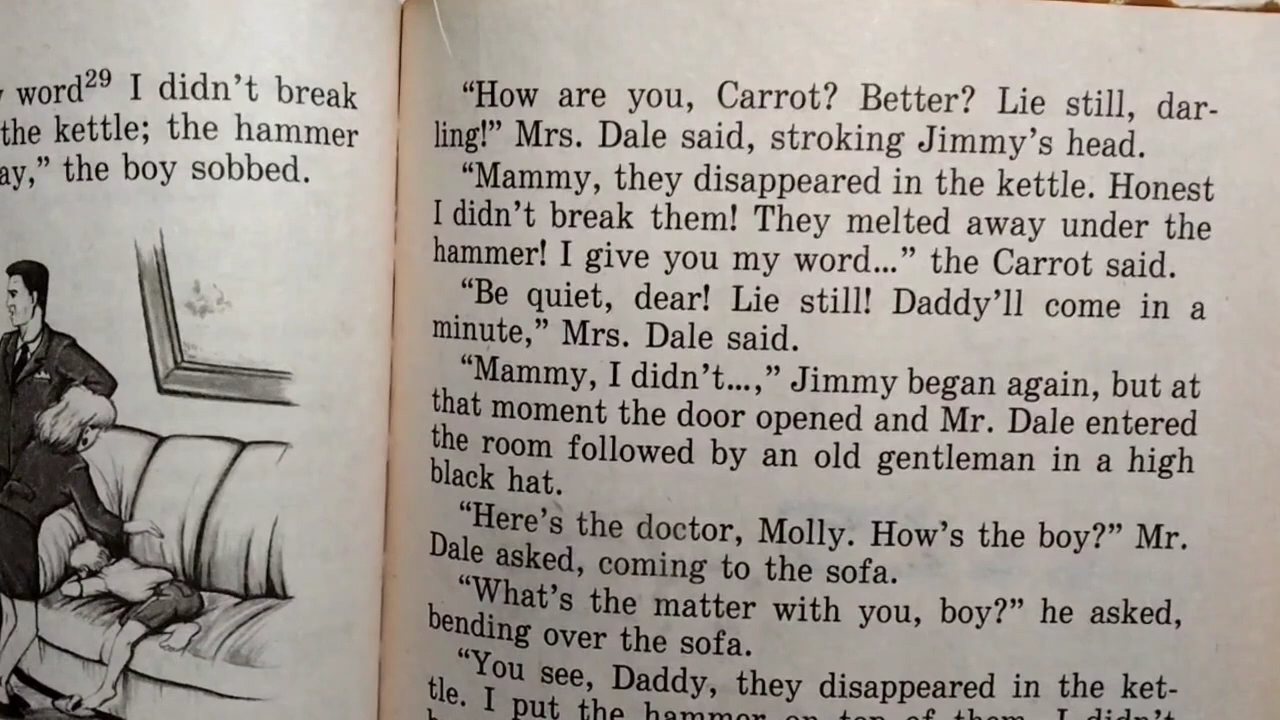 word29 I didn't break
the kettle; the hammer
ay,” the boy sobbed.
“How are you, Carrot? Better? Lie still, dar-
ling!” Mrs. Dale said, stroking Jimmy's head.
“Mammy, they disappeared in the kettle. Honest
I didn't break them! They melted away under the
hammer! I give you my word...” the Carrot said.
“Be quiet, dear! Lie still! Daddy'll come in a
minute,” Mrs. Dale said.
“Mammy, I didn't...,” Jimmy began again, but at
that moment the door opened and Mr. Dale entered
the room followed by an old gentleman in a high
black hat.
“Here's the doctor, Molly. How's the boy?” Mr.
Dale asked, coming to the sofa.
“What's the matter with you, boy?” he asked,
bending over the sofa.
“You see, Daddy, they disappeared in the ket-
tle. I put the hammer on top of them. I didn't